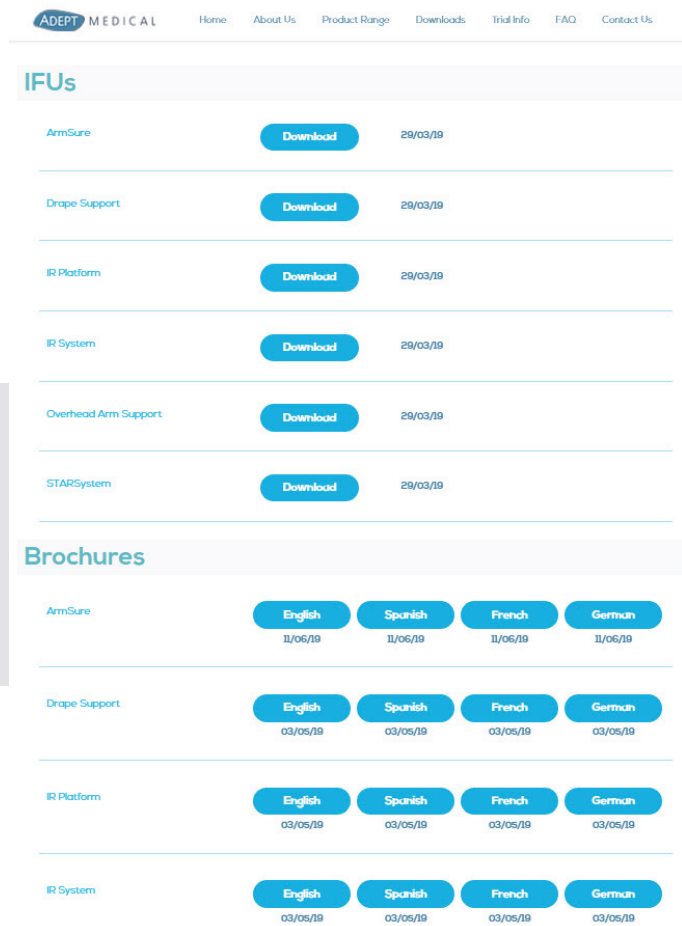 ADEPT MEDICAL Home About Us Product Range Downloads Trial Info FAQ Contact Us
IFUs
ArmSure Download 29/03/19
Drape Support Download 29/03/19
IR Platform Download 29/03/19
IR System Download 29/03/19
Overhead Arm Support Download 29/03/19
STARSystem Download 29/03/19
Brochures
ArmSure English Spanish French German
11/06/19 11/06/19 11/06/19 11/06/19
Drape Support English Spanish French German
03/05/19 03/05/19 03/05/19 03/05/19
IR Platform English Spanish French German
03/05/19 03/05/19 03/05/19 03/05/19
IR System English Spanish French German
03/05/19 03/05/19 03/05/19 03/05/19